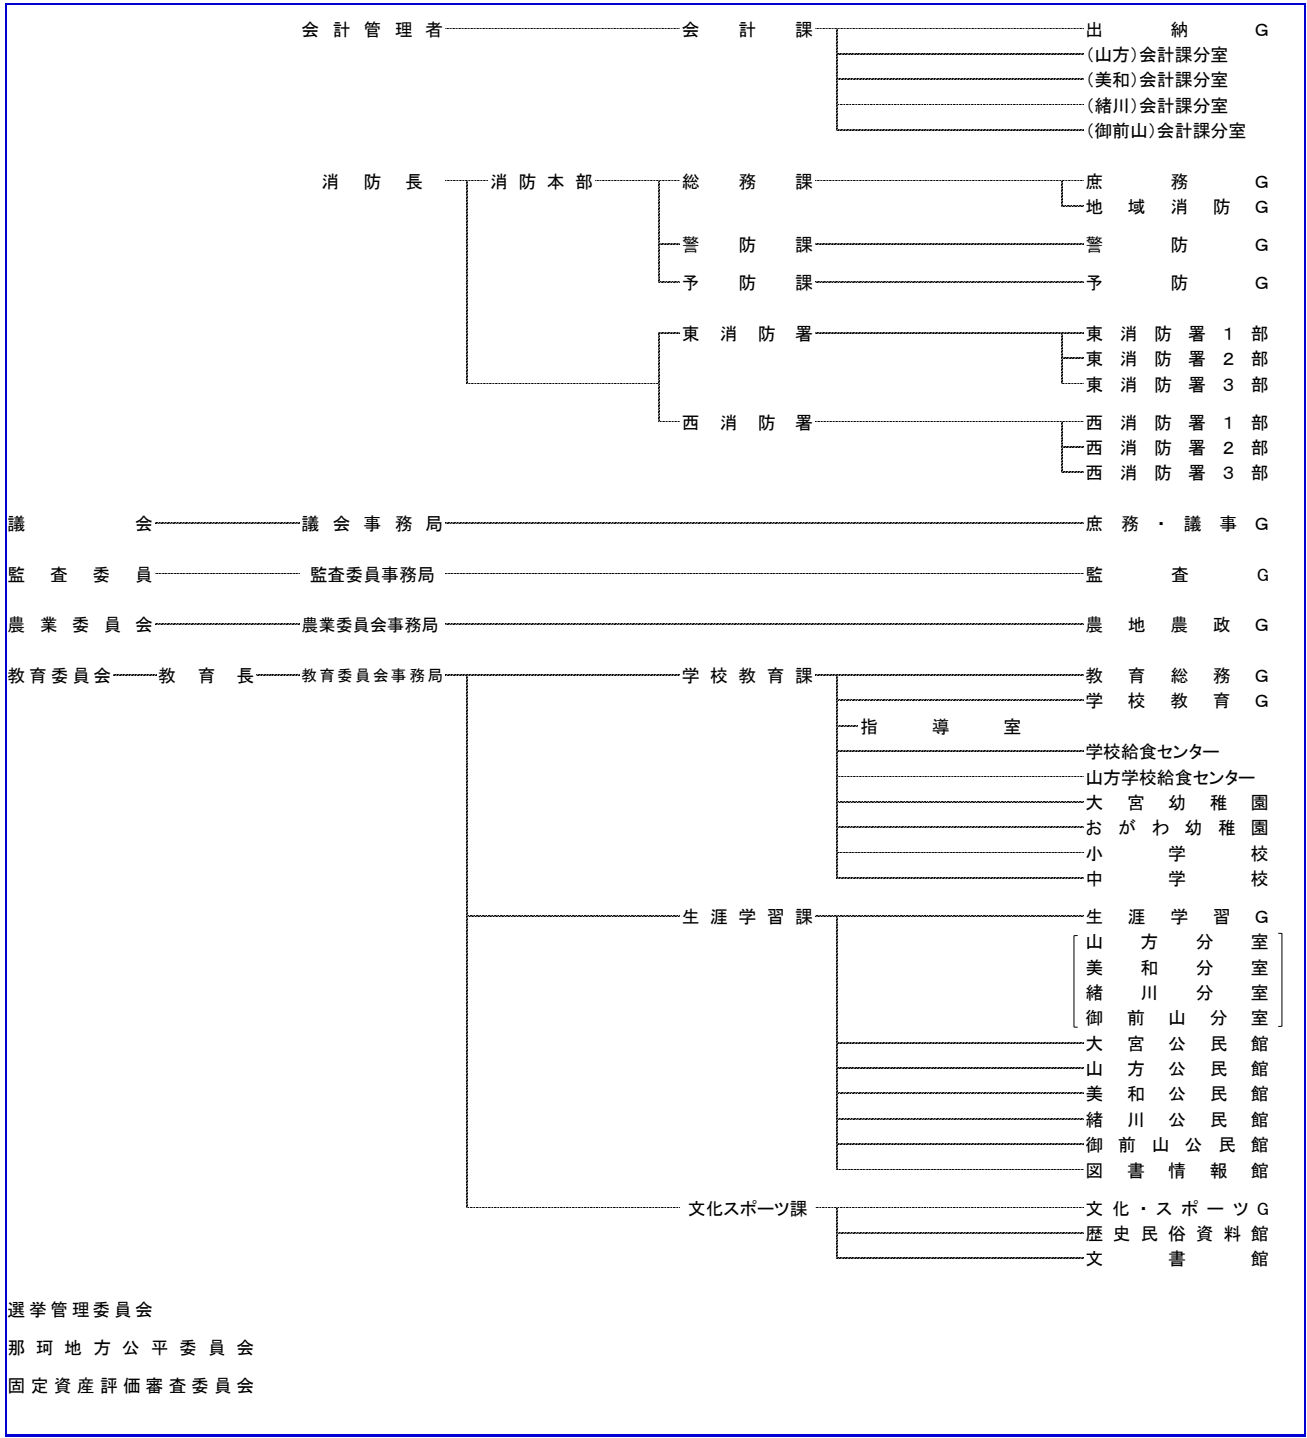 会計管理者 会計課 出納G
(山方)会計課分室
(美和)会計課分室
(緒川)会計課分室
(御前山)会計課分室
消防長 消防本部 総務課 庶務G
地域消防G
警防課 警防G
予防課 予防G
東消防署 東消防署1部
東消防署2部
東消防署3部
西消防署 西消防署1部
西消防署2部
西消防署3部
議会 議会事務局 庶務・議事G
監査委員 監査委員事務局 監査G
農業委員会 農業委員会事務局 農地農政G
教育委員会 教育長 教育委員会事務局 学校教育課 教育総務G
学校教育G
指導室
学校給食センター
山方学校給食センター
大宮幼稚園
おがわ幼稚園
小学校
中学校
生涯学習課 生涯学習G
山方分室
美和分室
緒川分室
御前山分室
大宮公民館
山方公民館
美和公民館
緒川公民館
御前山公民館
図書情報館
文化スポーツ課 文化・スポーツG
歴史民俗資料館
文書館
選挙管理委員会
那珂地方公平委員会
固定資産評価審査委員会